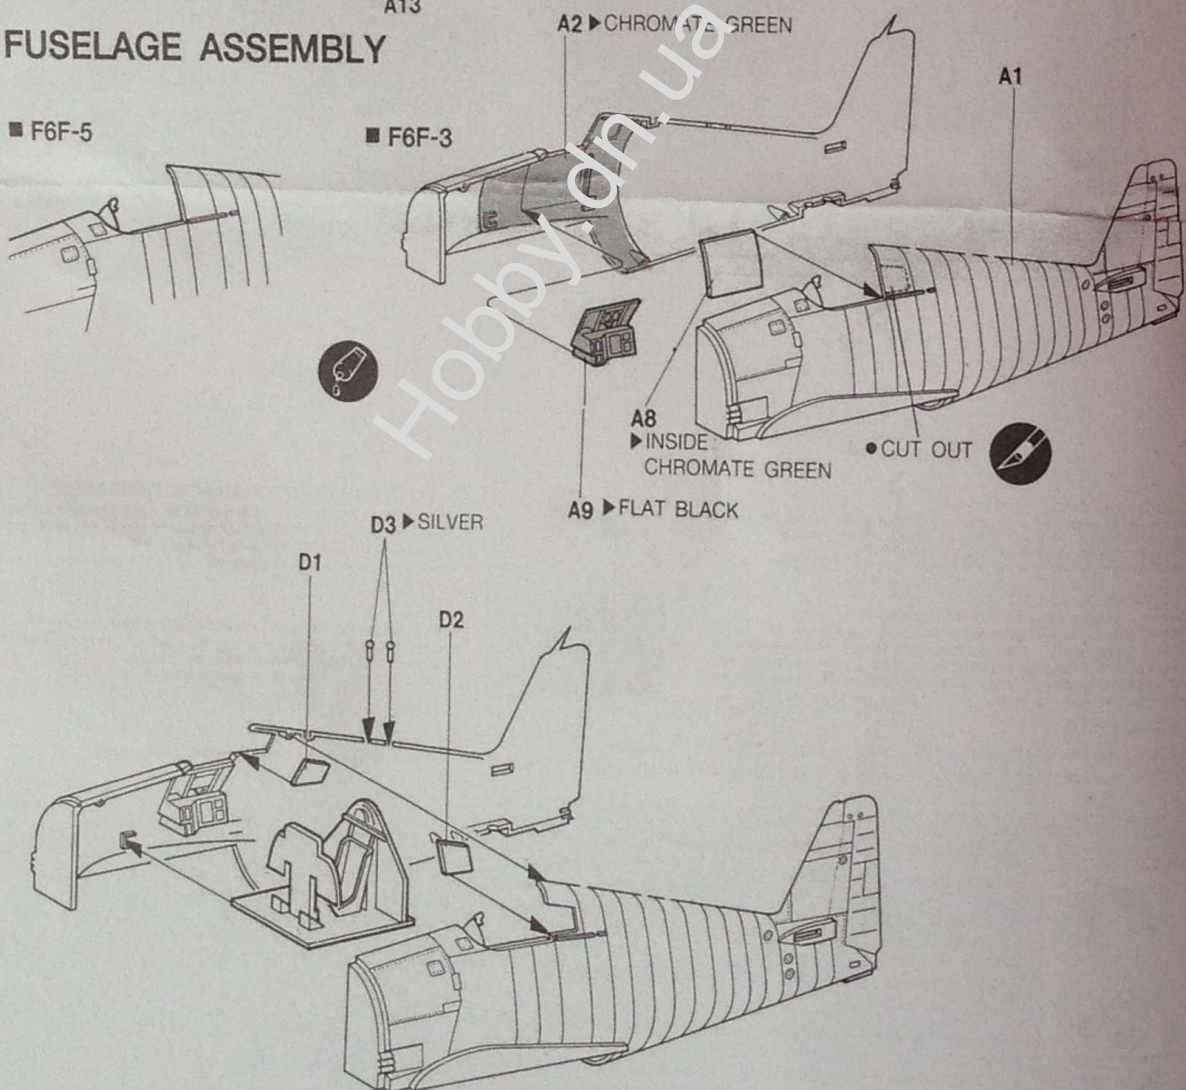 A13
FUSELAGE ASSEMBLY
A2 ▶CHROMATE GREEN
A1
■ F6F-5
■ F6F-3
A8
▶INSIDE
CHROMATE GREEN
●CUT OUT
A9 ▶FLAT BLACK
D3 ▶SILVER
D1
D2
Hobby.dn.ua